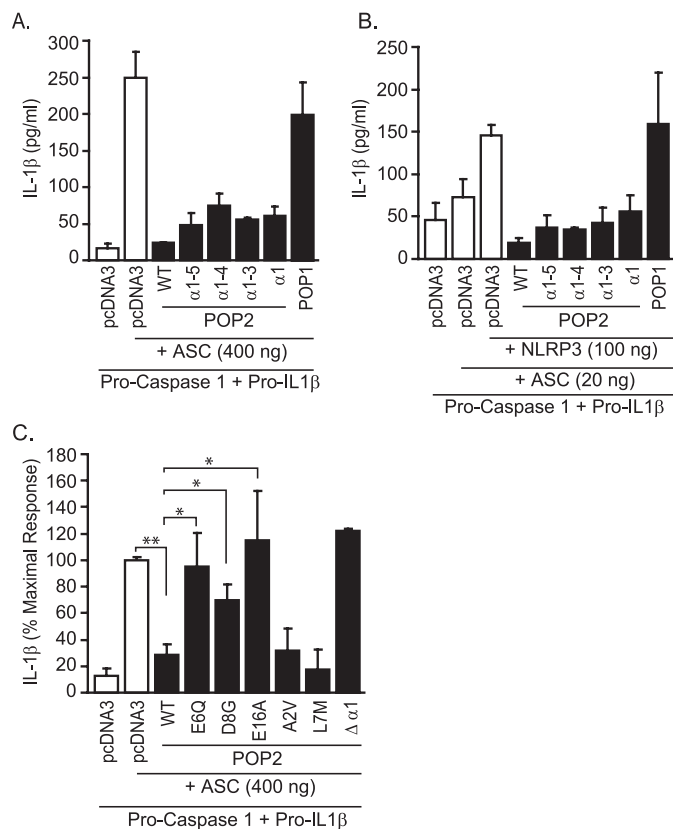 A.
IL-1β (pg/ml)
300
250
200
150
100
50
0
pcDNA3
pcDNA3
WT
α1-5
α1-4
α1-3
α1
POP1
POP2
+ ASC (400 ng)
Pro-Caspase 1 + Pro-IL1β
B.
IL-1β (pg/ml)
250
200
150
100
50
0
pcDNA3
pcDNA3
pcDNA3
WT
α1-5
α1-4
α1-3
α1
POP1
POP2
+ NLRP3 (100 ng)
+ ASC (20 ng)
Pro-Caspase 1 + Pro-IL1β
C.
IL-1β (% Maximal Response)
180
160
140
120
100
80
60
40
20
0
*
*
*
**
pcDNA3
pcDNA3
WT
E6Q
D8G
E16A
A2V
L7M
Δ α1
POP2
+ ASC (400 ng)
Pro-Caspase 1 + Pro-IL1β